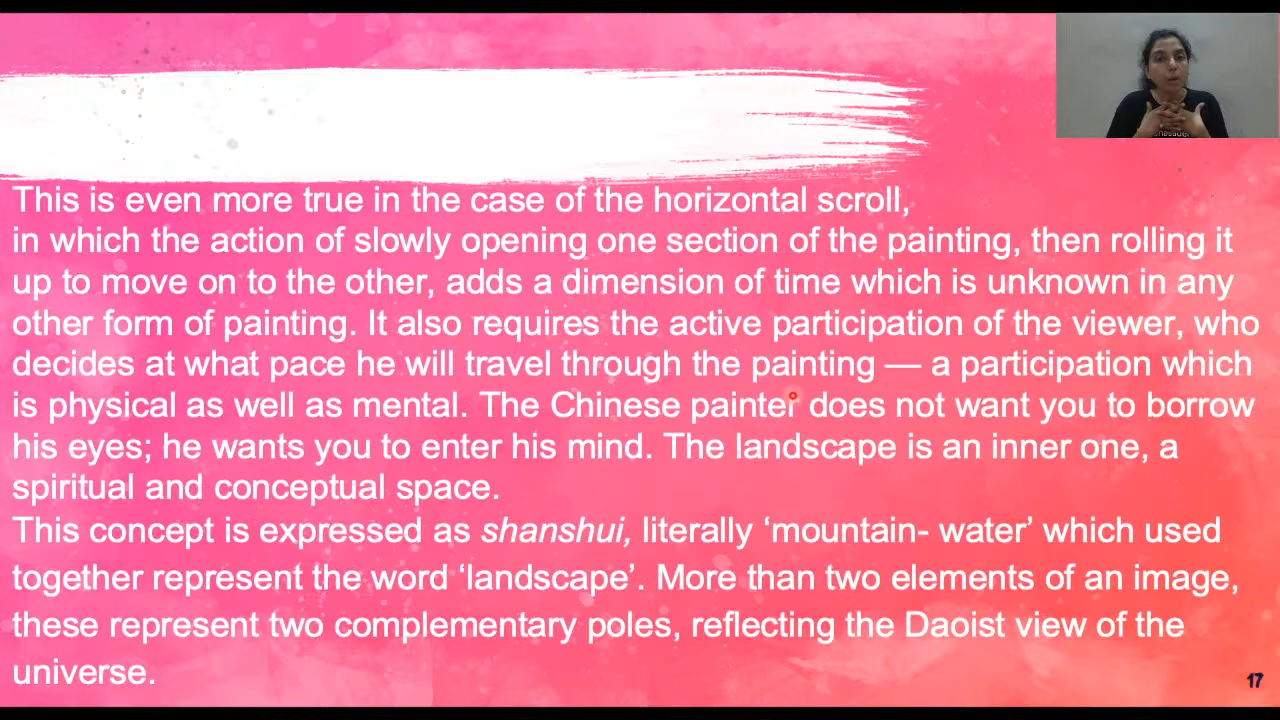 This is even more true in the case of the horizontal scroll,
in which the action of slowly opening one section of the painting, then rolling it
up to move on to the other, adds a dimension of time which is unknown in any
other form of painting. It also requires the active participation of the viewer, who
decides at what pace he will travel through the painting — a participation which
is physical as well as mental. The Chinese painter does not want you to borrow
his eyes; he wants you to enter his mind. The landscape is an inner one, a
spiritual and conceptual space.
This concept is expressed as shanshui, literally ‘mountain- water’ which used
together represent the word ‘landscape’. More than two elements of an image,
these represent two complementary poles, reflecting the Daoist view of the
universe.
17